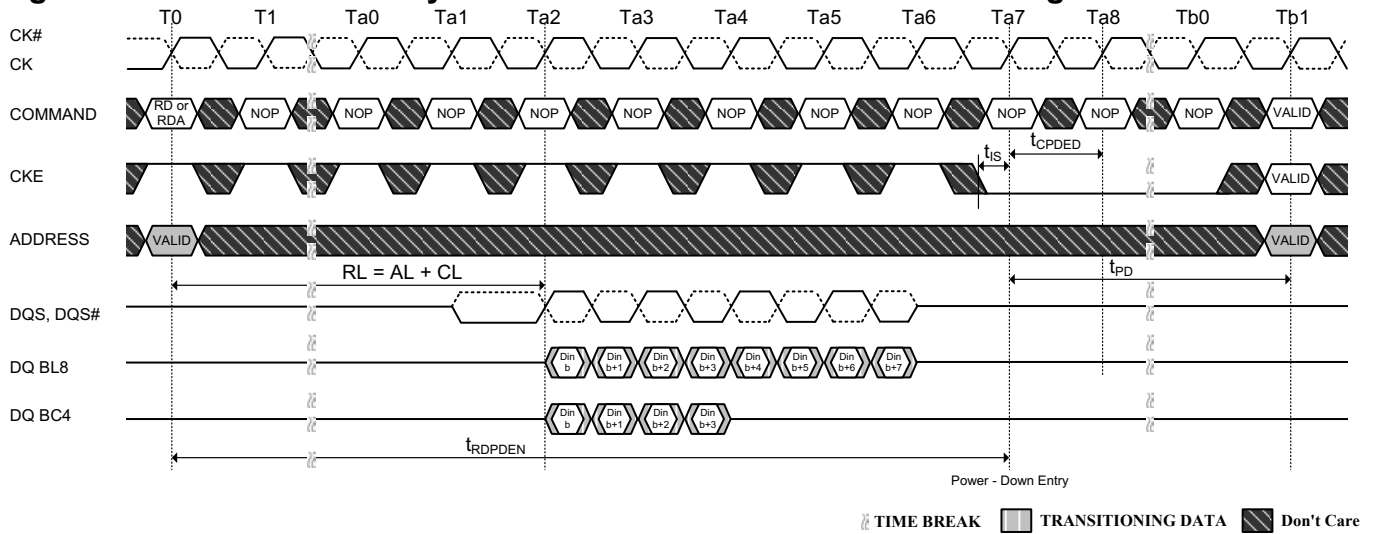 T0 T1 Ta0 Ta1 Ta2 Ta3 Ta4 Ta5 Ta6 Ta7 Ta8 Tb0 Tb1
CK#
CK
COMMAND RD or RDA NOP NOP NOP NOP NOP NOP NOP NOP NOP NOP NOP VALID
tIS tCPDED
CKE VALID
ADDRESS VALID VALID
RL = AL + CL tPD
DQS, DQS#
DQ BL8 Din b Din b+1 Din b+2 Din b+3 Din b+4 Din b+5 Din b+6 Din b+7
DQ BC4 Din b Din b+1 Din b+2 Din b+3
tRDPDEN
Power - Down Entry
TIME BREAK TRANSITIONING DATA Don't Care